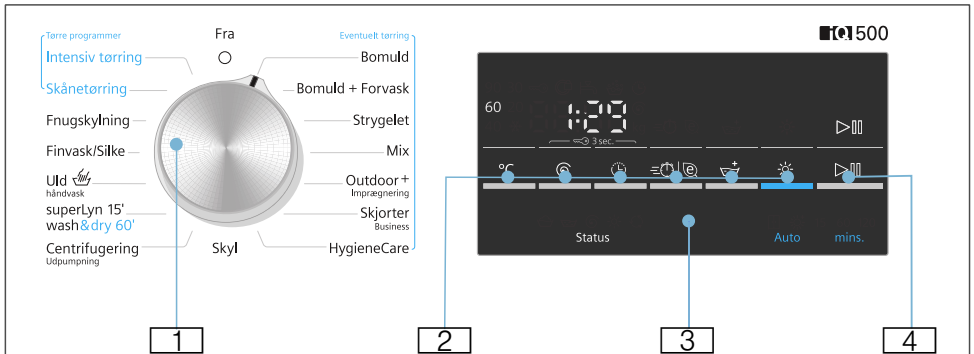 iQ 500
Tørre programmer
Fra
Eventuelt tørring
Intensiv tørring
Bomuld
Skånetørring
Bomuld + Forvask
Fnugskylning
Strygelet
Finvask/Silke
Mix
Uld
håndvask
Outdoor+
Imprægnering
superLyn 15'
wash&dry 60'
Skjorter
Business
Centrifugering
Udpumpning
Skyl
HygieneCare
60
1:29
3 sec.
°C
e
Status
Auto
mins.
1
2
3
4